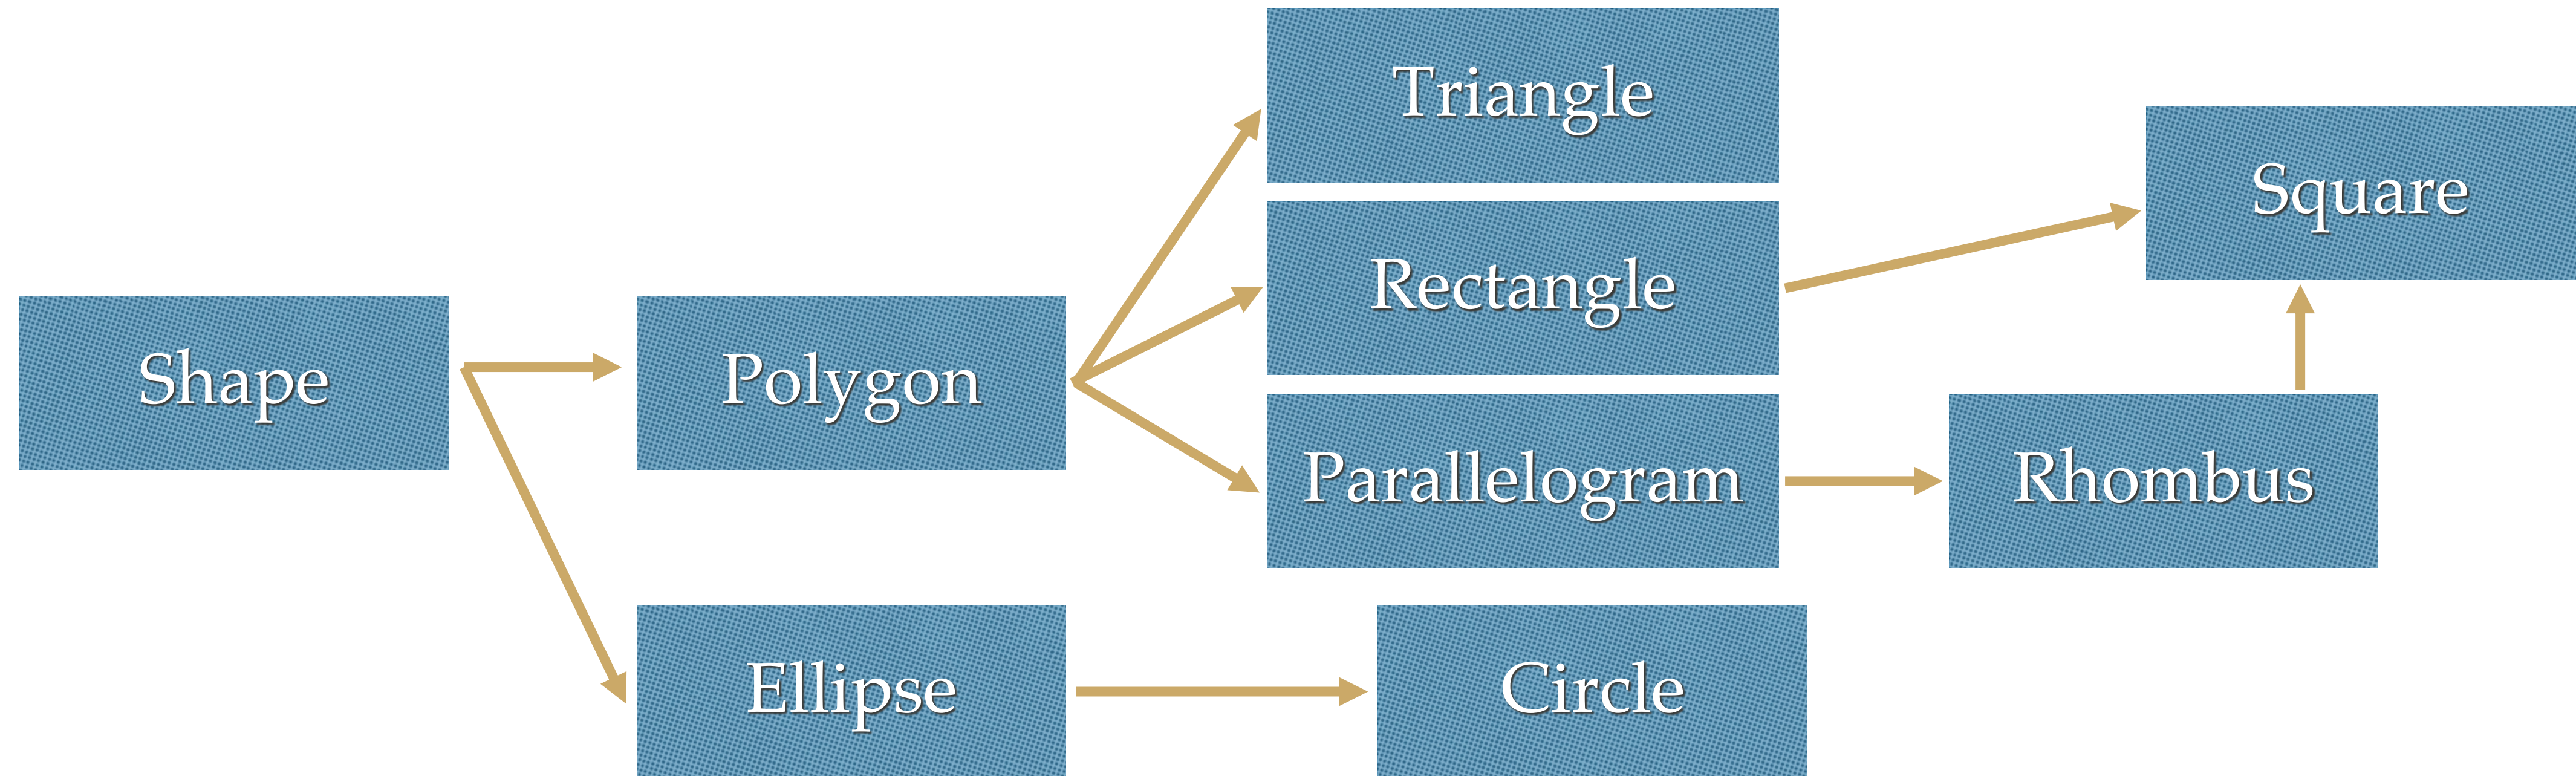 Triangle
Square
Rectangle
Shape
Polygon
Parallelogram
Rhombus
Ellipse
Circle